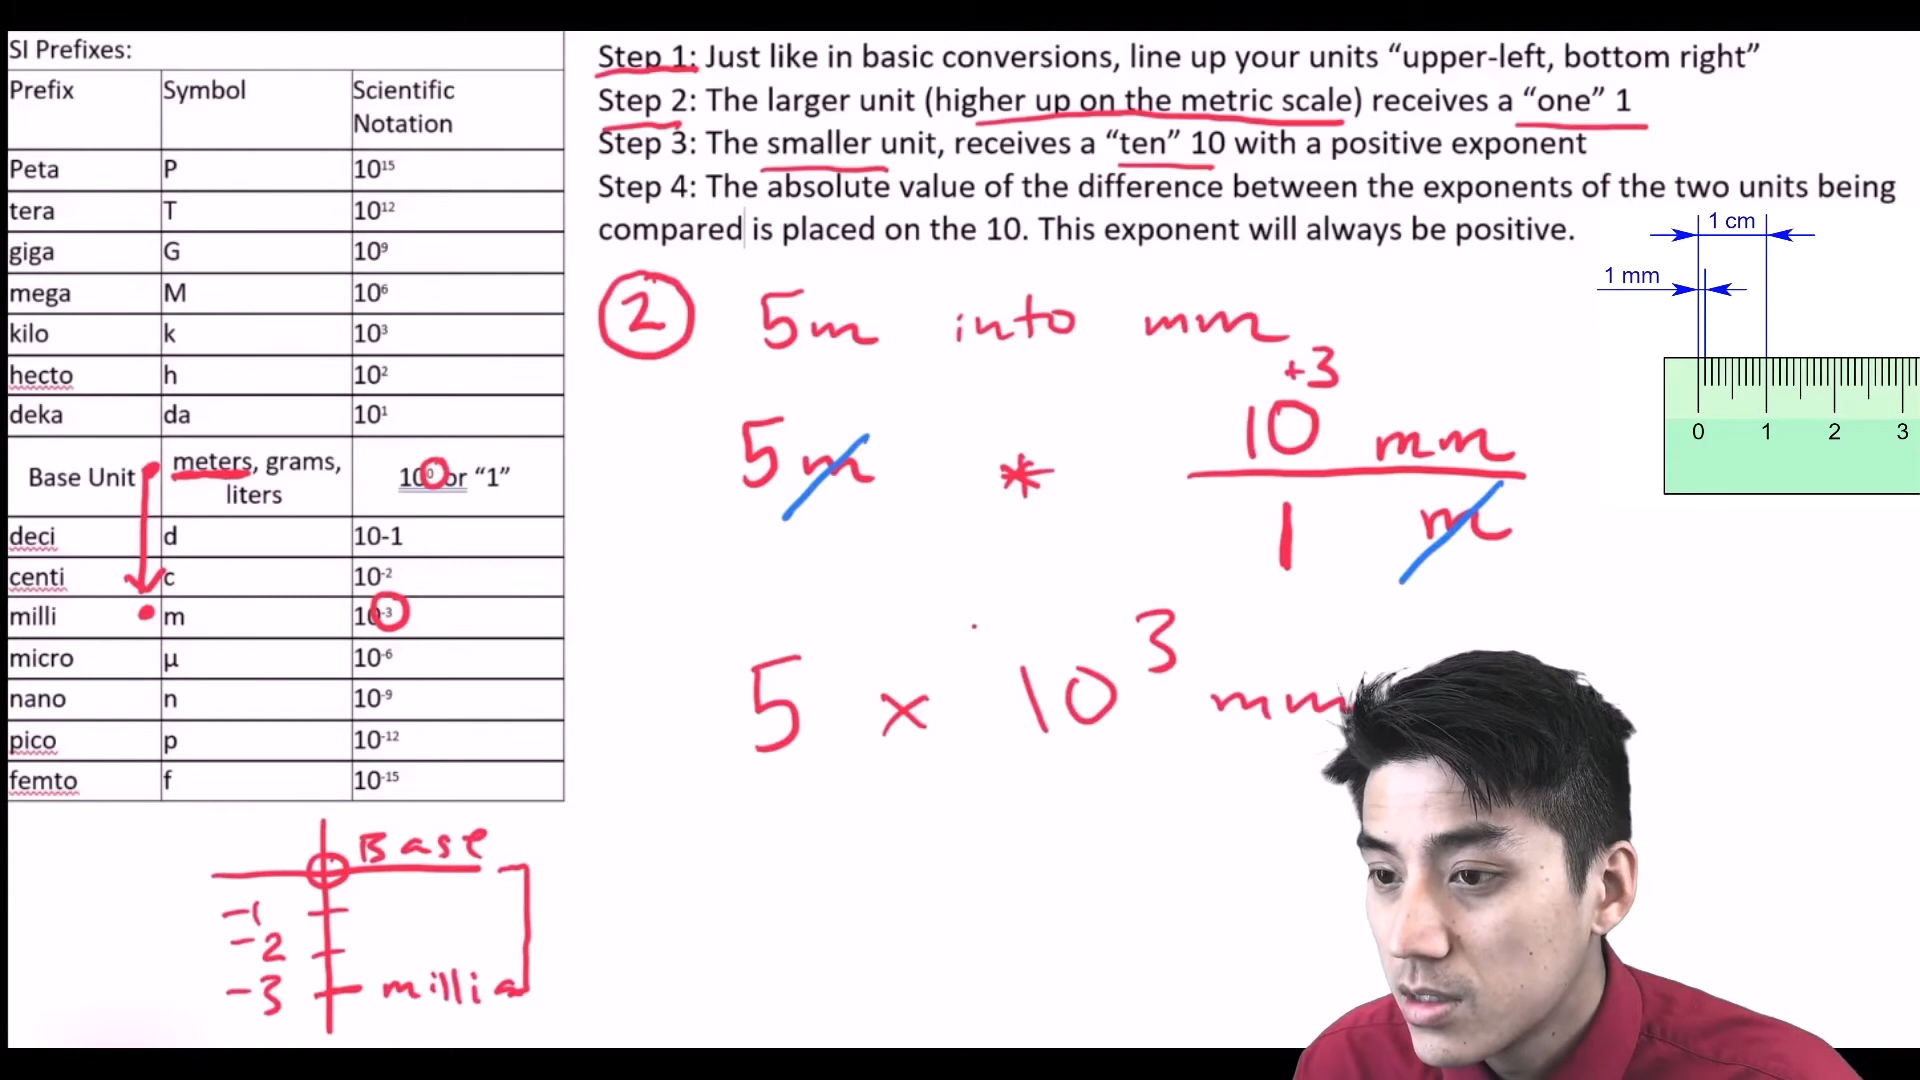 SI Prefixes:
Prefix Symbol Scientific Notation
Peta P 10¹⁵
tera T 10¹²
giga G 10⁹
mega M 10⁶
kilo k 10³
hecto h 10²
deka da 10¹
Base Unit meters, grams, liters 10⁰ or “1”
deci d 10-1
centi c 10⁻²
milli m 10⁻³
micro µ 10⁻⁶
nano n 10⁻⁹
pico p 10⁻¹²
femto f 10⁻¹⁵
Base
-1
-2
-3 milli
Step 1: Just like in basic conversions, line up your units “upper-left, bottom right”
Step 2: The larger unit (higher up on the metric scale) receives a “one” 1
Step 3: The smaller unit, receives a “ten” 10 with a positive exponent
Step 4: The absolute value of the difference between the exponents of the two units being
compared is placed on the 10. This exponent will always be positive.
2 5m into mm
+3
5m * 10 mm
1 m
5 x 10³ mm
1 cm
1 mm
0 1 2 3